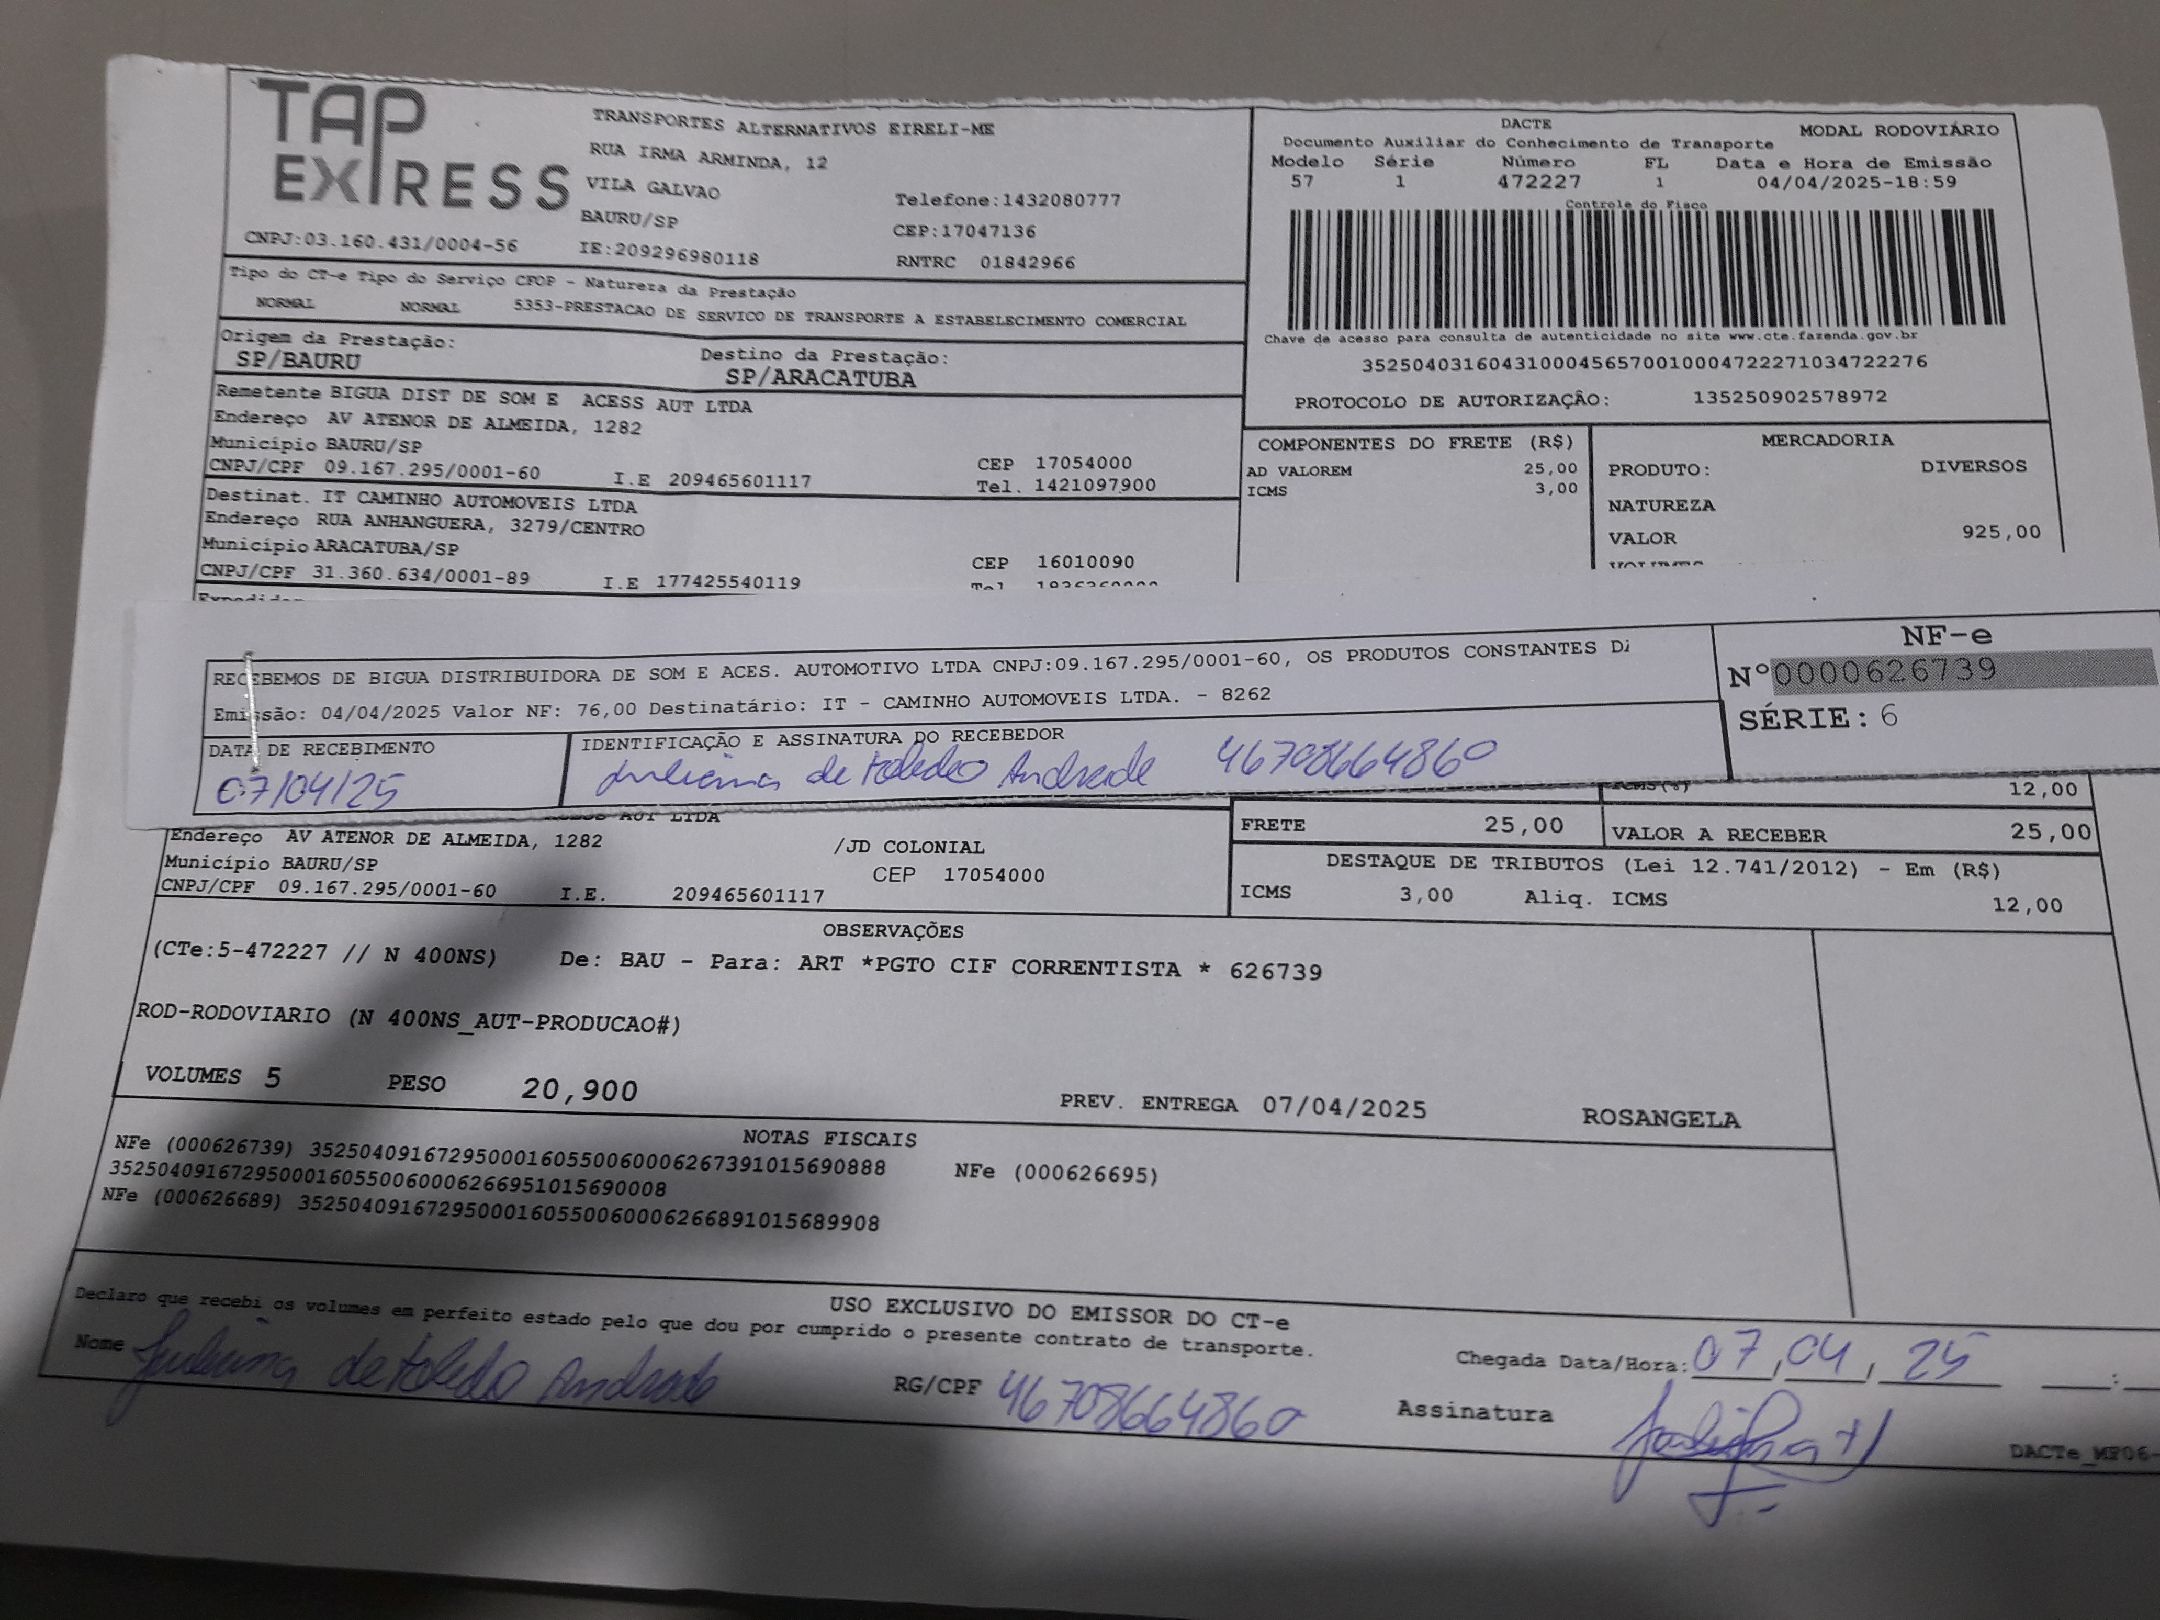 TAP EXPRESS
TRANSPORTES ALTERNATIVOS EIRELI-ME
RUA IRMA ARMINDA, 12
VILA GALVAO
BAURU/SP
Telefone:1432080777
CEP:17047136
CNPJ:03.160.431/0004-56 IE:209296980118 RNTRC 01842966
Tipo do CT-e Tipo do Serviço CFOP - Natureza da Prestação
NORMAL NORMAL 5353-PRESTACAO DE SERVICO DE TRANSPORTE A ESTABELECIMENTO COMERCIAL
Origem da Prestação: Destino da Prestação:
SP/BAURU SP/ARACATUBA
Remetente BIGUA DIST DE SOM E ACESS AUT LTDA
Endereço AV ATENOR DE ALMEIDA, 1282
Município BAURU/SP CEP 17054000
CNPJ/CPF 09.167.295/0001-60 I.E 209465601117 Tel. 1421097900
Destinat. IT CAMINHO AUTOMOVEIS LTDA
Endereço RUA ANHANGUERA, 3279/CENTRO
Município ARACATUBA/SP CEP 16010090
CNPJ/CPF 31.360.634/0001-89 I.E 177425540119 Tel
DACTE MODAL RODOVIÁRIO
Documento Auxiliar do Conhecimento de Transporte
Modelo Série Número FL Data e Hora de Emissão
57 1 472227 1 04/04/2025-18:59
Controle do Fisco
Chave de acesso para consulta de autenticidade no site www.cte.fazenda.gov.br
35250403160431000456570010004722271034722276
PROTOCOLO DE AUTORIZAÇÃO: 135250902578972
COMPONENTES DO FRETE (R$)
AD VALOREM 25,00
ICMS 3,00
MERCADORIA
PRODUTO: DIVERSOS
NATUREZA
VALOR 925,00
RECEBEMOS DE BIGUA DISTRIBUIDORA DE SOM E ACES. AUTOMOTIVO LTDA CNPJ:09.167.295/0001-60, OS PRODUTOS CONSTANTES
Emissão: 04/04/2025 Valor NF: 76,00 Destinatário: IT - CAMINHO AUTOMOVEIS LTDA. - 8262
DATA DE RECEBIMENTO IDENTIFICAÇÃO E ASSINATURA DO RECEBEDOR
07/04/25 Juliana de toledo Andrade 46708664860
NF-e
Nº0000626739
SÉRIE: 6
ACESS AUT LTDA
Endereço AV ATENOR DE ALMEIDA, 1282 /JD COLONIAL
Município BAURU/SP CEP 17054000
CNPJ/CPF 09.167.295/0001-60 I.E. 209465601117
ICMS(%) 12,00
FRETE 25,00 VALOR A RECEBER 25,00
DESTAQUE DE TRIBUTOS (Lei 12.741/2012) - Em (R$)
ICMS 3,00 Aliq. ICMS 12,00
OBSERVAÇÕES
(CTe:5-472227 // N 400NS) De: BAU - Para: ART *PGTO CIF CORRENTISTA * 626739
ROD-RODOVIARIO (N 400NS_AUT-PRODUCAO#)
VOLUMES 5 PESO 20,900 PREV. ENTREGA 07/04/2025 ROSANGELA
NOTAS FISCAIS
NFe (000626739) 35250409167295000160550060006267391015690888 NFe (000626695)
35250409167295000160550060006266951015690008
NFe (000626689) 35250409167295000160550060006266891015689908
USO EXCLUSIVO DO EMISSOR DO CT-e
Declaro que recebi os volumes em perfeito estado pelo que dou por cumprido o presente contrato de transporte.
Chegada Data/Hora: 07,04,25 :
Nome Juliana de toledo Andrade RG/CPF 46708664860 Assinatura